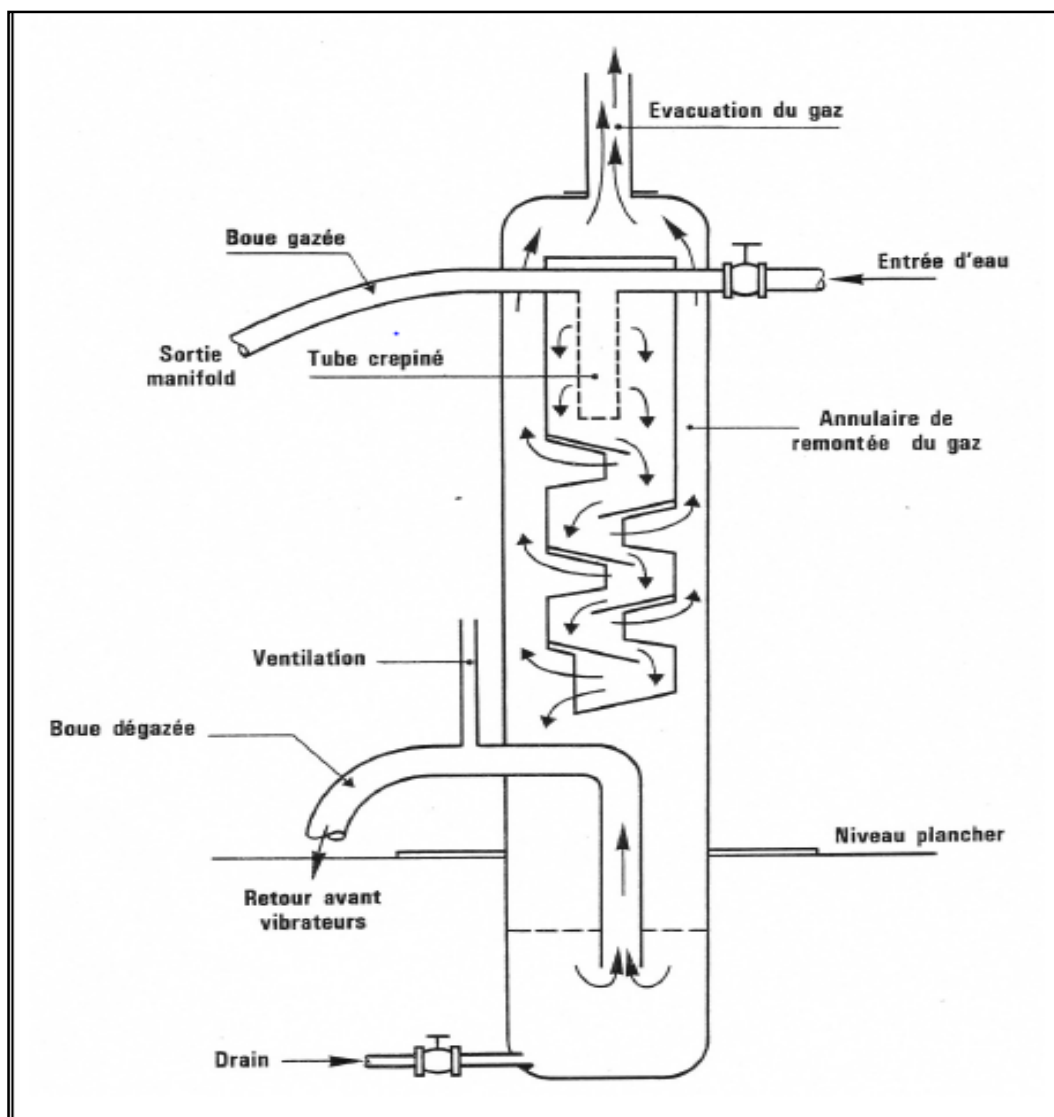 Evacuation du gaz
Boue gazée
Entrée d'eau
Sortie
manifold
Tube crepiné
Annulaire de
remontée du gaz
Ventilation
Boue dégazée
Niveau plancher
Retour avant
vibrateurs
Drain